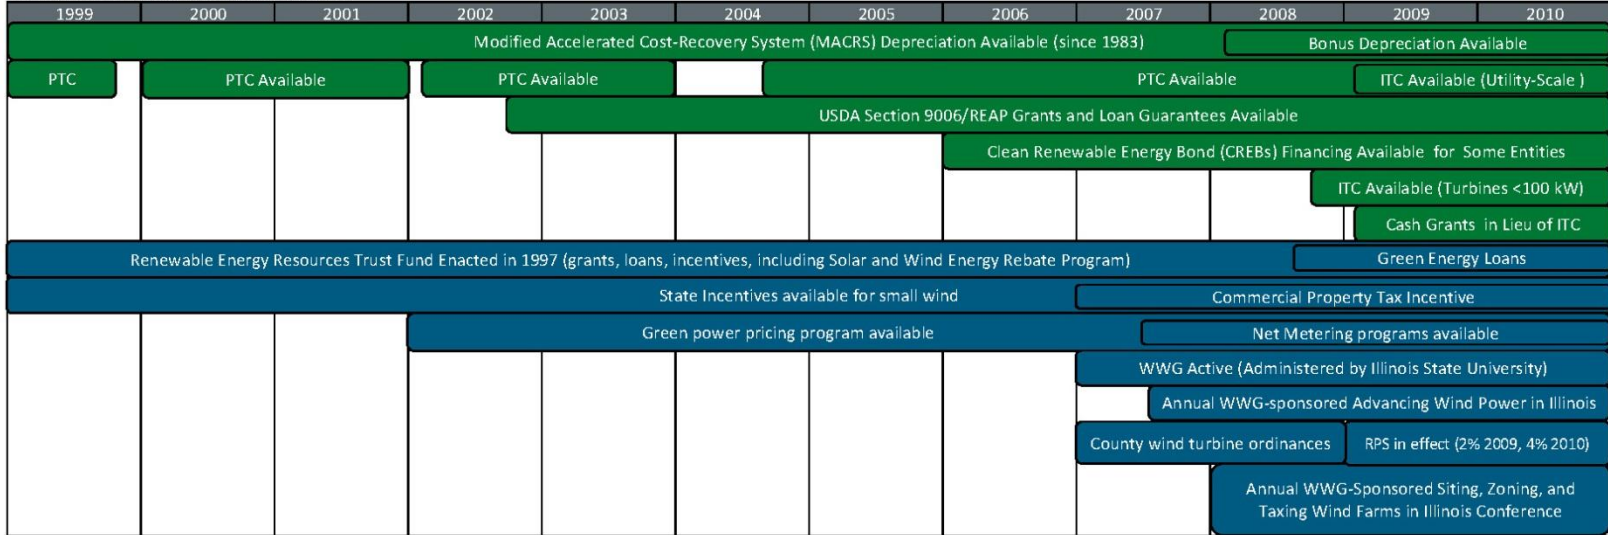 1999 2000 2001 2002 2003 2004 2005 2006 2007 2008 2009 2010
Modified Accelerated Cost-Recovery System (MACRS) Depreciation Available (since 1983)
Bonus Depreciation Available
PTC
PTC Available
PTC Available
PTC Available
ITC Available (Utility-Scale )
USDA Section 9006/REAP Grants and Loan Guarantees Available
Clean Renewable Energy Bond (CREBs) Financing Available for Some Entities
ITC Available (Turbines <100 kW)
Cash Grants in Lieu of ITC
Renewable Energy Resources Trust Fund Enacted in 1997 (grants, loans, incentives, including Solar and Wind Energy Rebate Program)
Green Energy Loans
State Incentives available for small wind
Commercial Property Tax Incentive
Green power pricing program available
Net Metering programs available
WWG Active (Administered by Illinois State University)
Annual WWG-sponsored Advancing Wind Power in Illinois
County wind turbine ordinances
RPS in effect (2% 2009, 4% 2010)
Annual WWG-Sponsored Siting, Zoning, and
Taxing Wind Farms in Illinois Conference